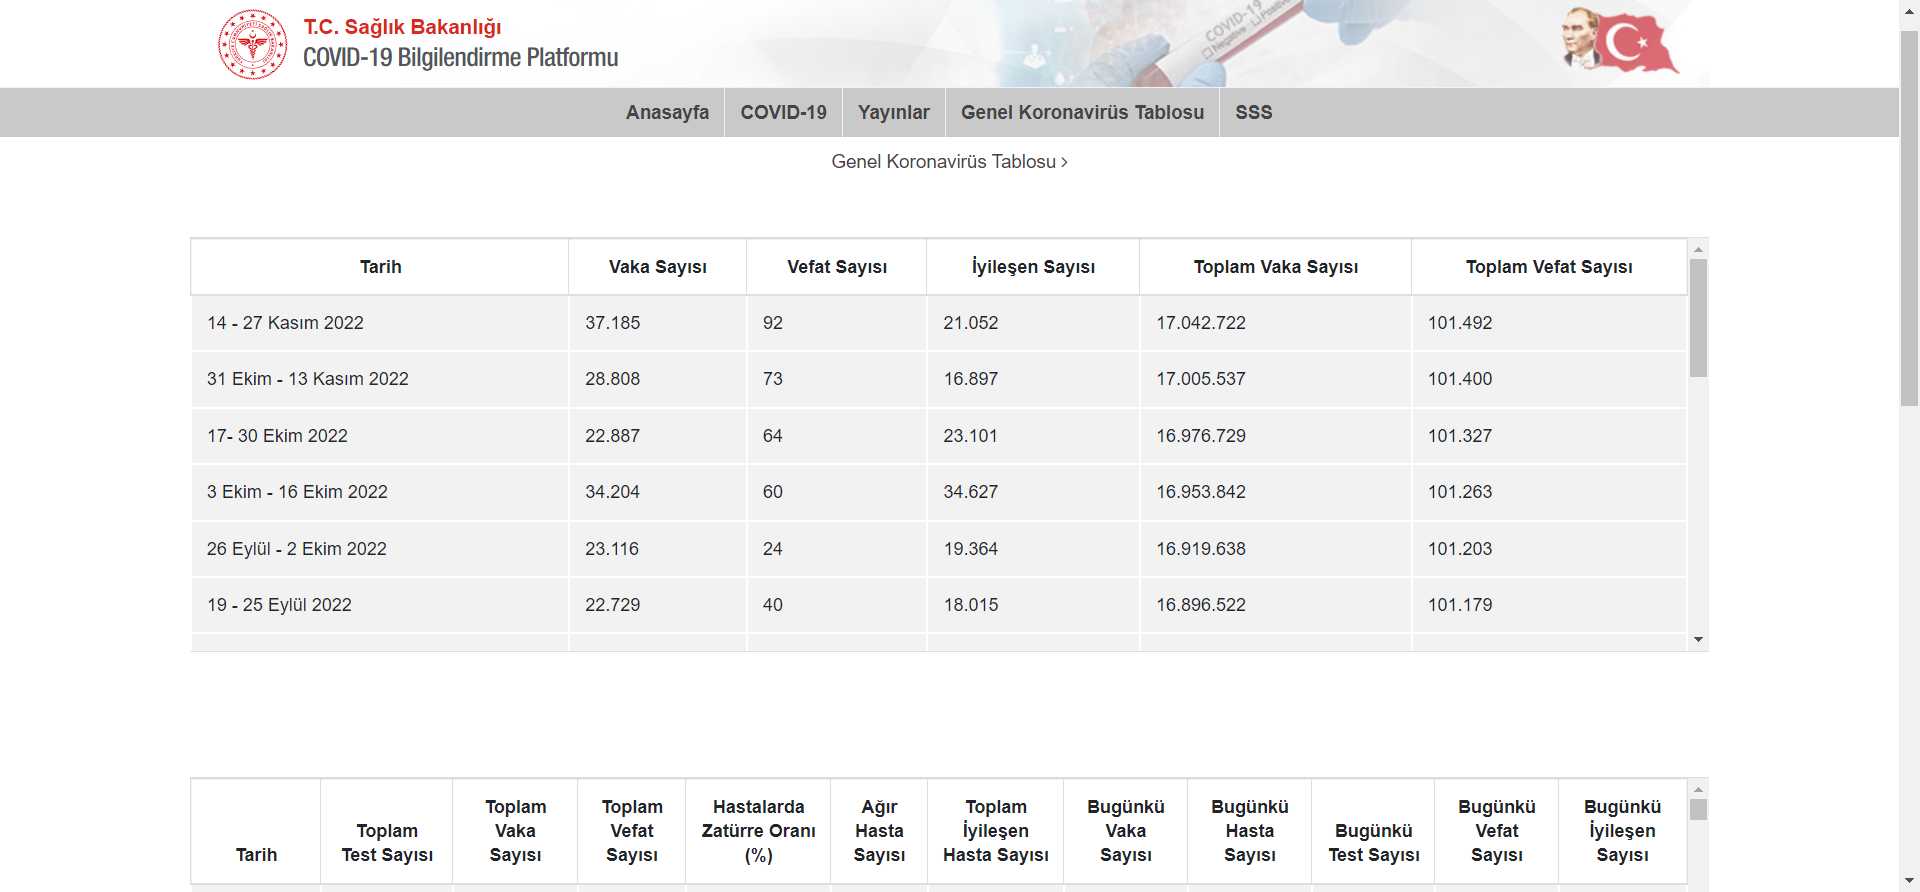 T.C. Sağlık Bakanlığı
COVID-19 Bilgilendirme Platformu
COVID-19
Negative
Positive
Anasayfa COVID-19 Yayınlar Genel Koronavirüs Tablosu SSS
Genel Koronavirüs Tablosu ›
Tarih Vaka Sayısı Vefat Sayısı İyileşen Sayısı Toplam Vaka Sayısı Toplam Vefat Sayısı
14 - 27 Kasım 2022 37.185 92 21.052 17.042.722 101.492
31 Ekim - 13 Kasım 2022 28.808 73 16.897 17.005.537 101.400
17- 30 Ekim 2022 22.887 64 23.101 16.976.729 101.327
3 Ekim - 16 Ekim 2022 34.204 60 34.627 16.953.842 101.263
26 Eylül - 2 Ekim 2022 23.116 24 19.364 16.919.638 101.203
19 - 25 Eylül 2022 22.729 40 18.015 16.896.522 101.179
Tarih
Toplam
Test Sayısı
Toplam
Vaka
Sayısı
Toplam
Vefat
Sayısı
Hastalarda
Zatürre Oranı
(%)
Ağır
Hasta
Sayısı
Toplam
İyileşen
Hasta Sayısı
Bugünkü
Vaka
Sayısı
Bugünkü
Hasta
Sayısı
Bugünkü
Test Sayısı
Bugünkü
Vefat
Sayısı
Bugünkü
İyileşen
Sayısı